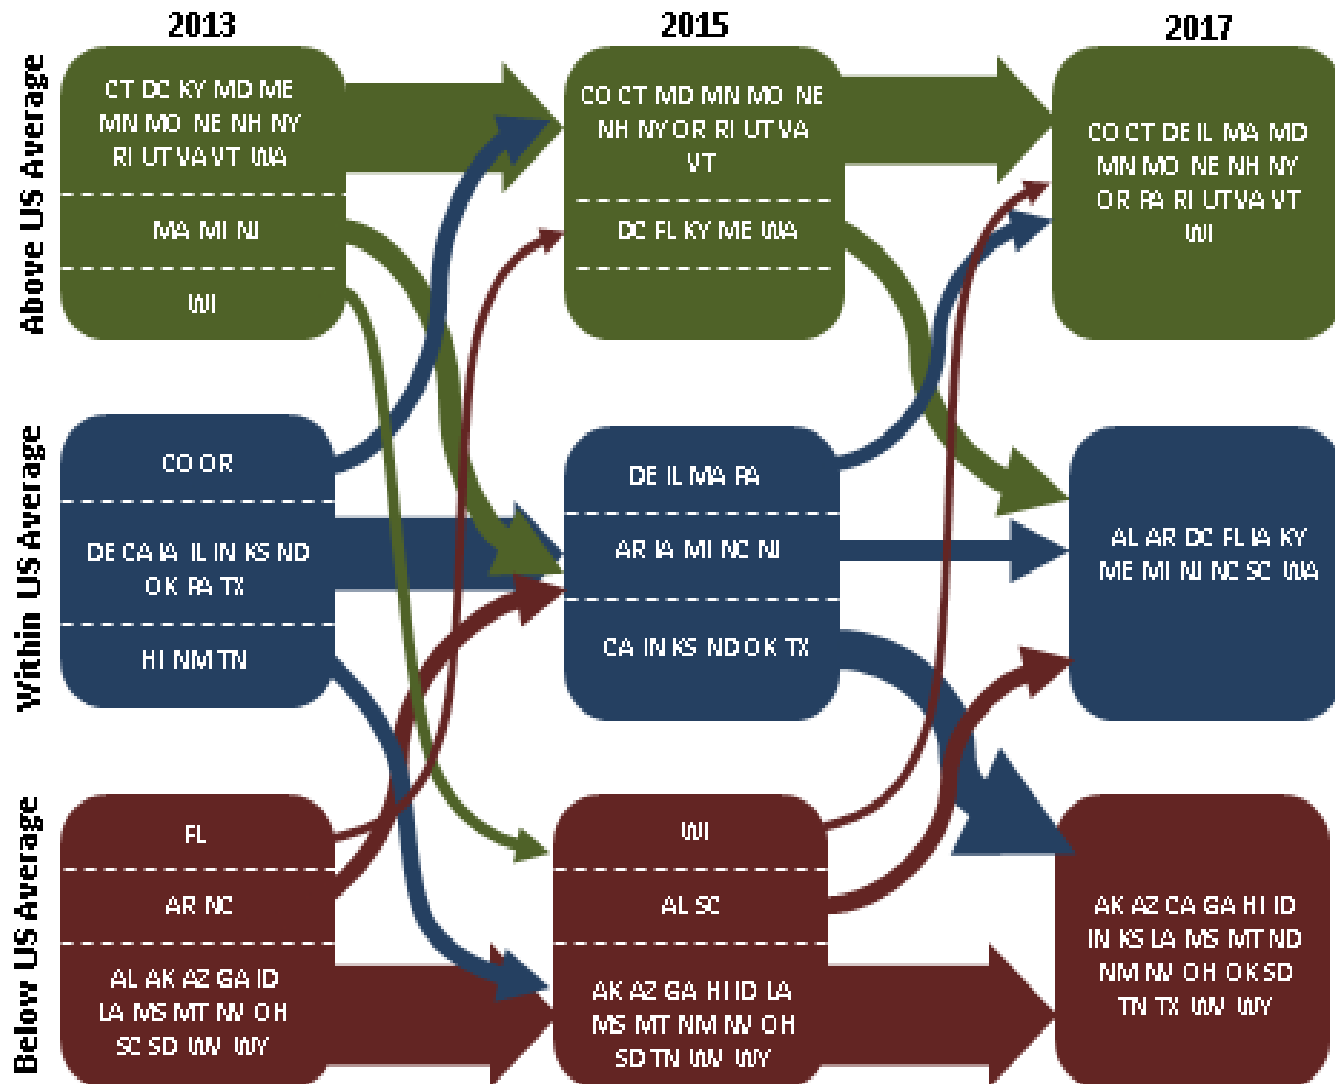 2013
2015
2017
Above US Average
CT DC KY MD ME
MN MO NE NH NY
RI UT VA VT WA
MA MI NJ
WI
CO CT MD MN MO NE
NH NY OR RI UT VA
VT
DC FL KY ME WA
CO CT DE IL MA MD
MN MO NE NH NY
OR PA RI UT VA VT
WI
Within US Average
CO OR
DE CA IA IL IN KS ND
OK PA TX
HI NM TN
DE IL MA PA
AR IA MI NC NJ
CA IN KS ND OK TX
AL AR DC FL IA KY
ME MI NJ NC SC WA
Below US Average
FL
AR NC
AL AK AZ GA ID
LA MS MT NV OH
SC SD WV WY
WI
AL SC
AK AZ GA HI ID LA
MS MT NM NV OH
SD TN WV WY
AK AZ CA GA HI ID
IN KS LA MS MT ND
NM NV OH OK SD
TN TX WV WY